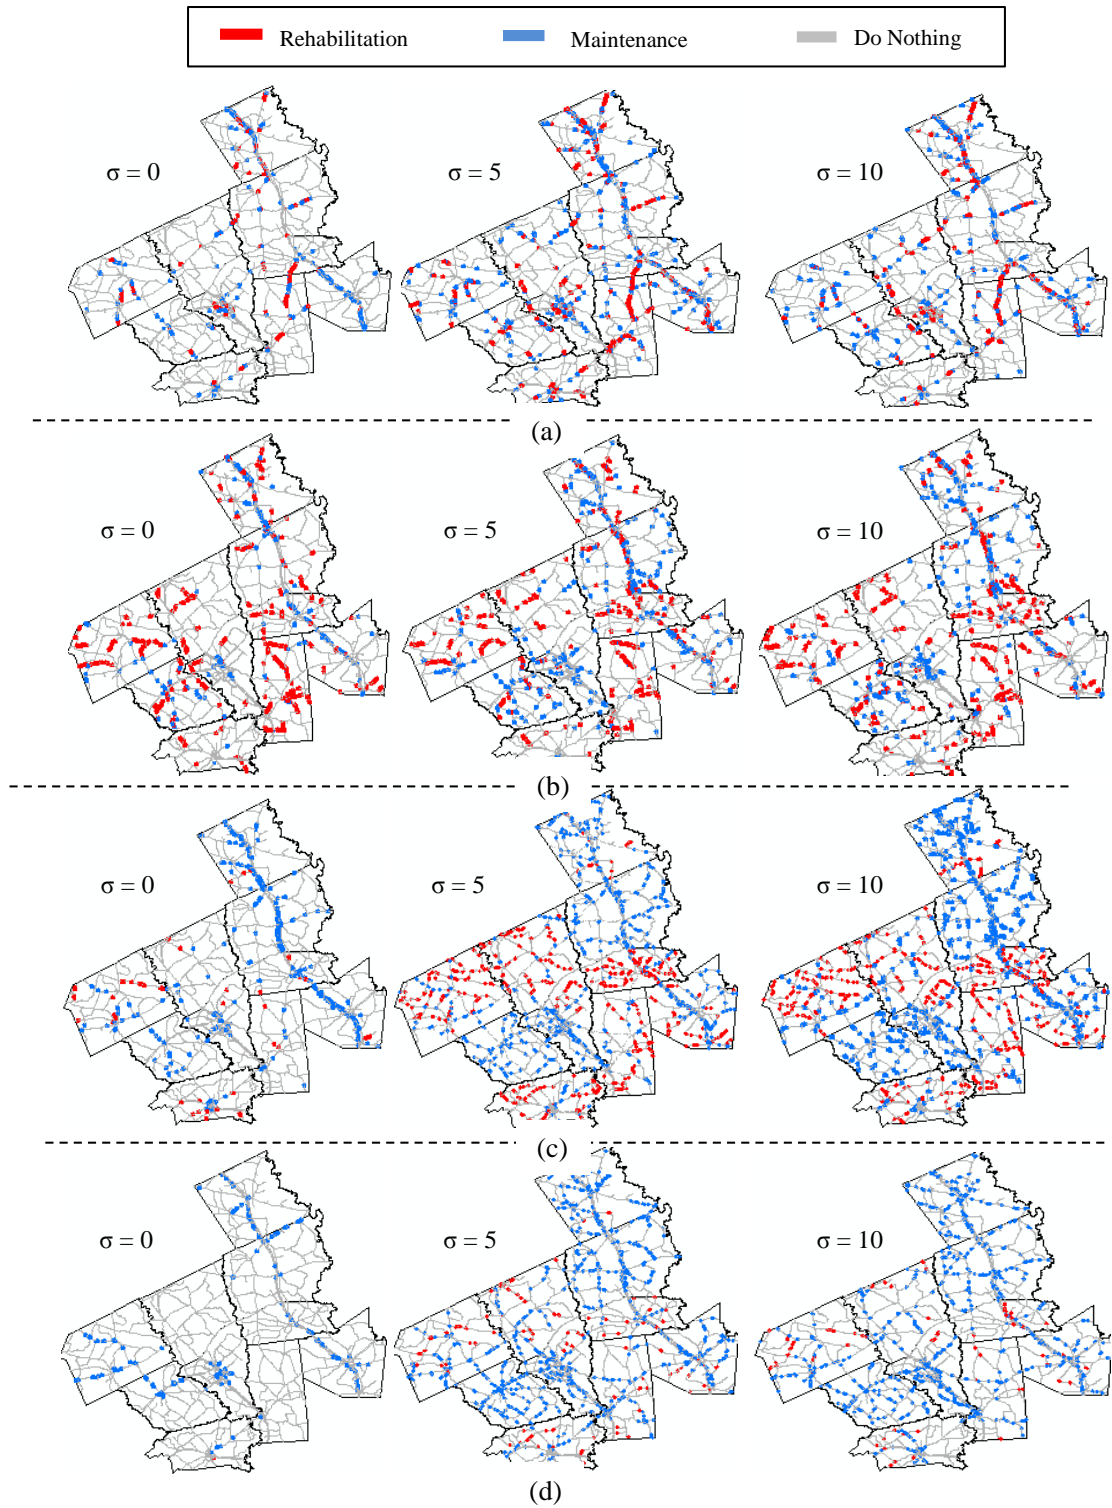 Rehabilitation Maintenance Do Nothing
σ = 0 σ = 5 σ = 10
(a)
σ = 0 σ = 5 σ = 10
(b)
σ = 0 σ = 5 σ = 10
(c)
σ = 0 σ = 5 σ = 10
(d)